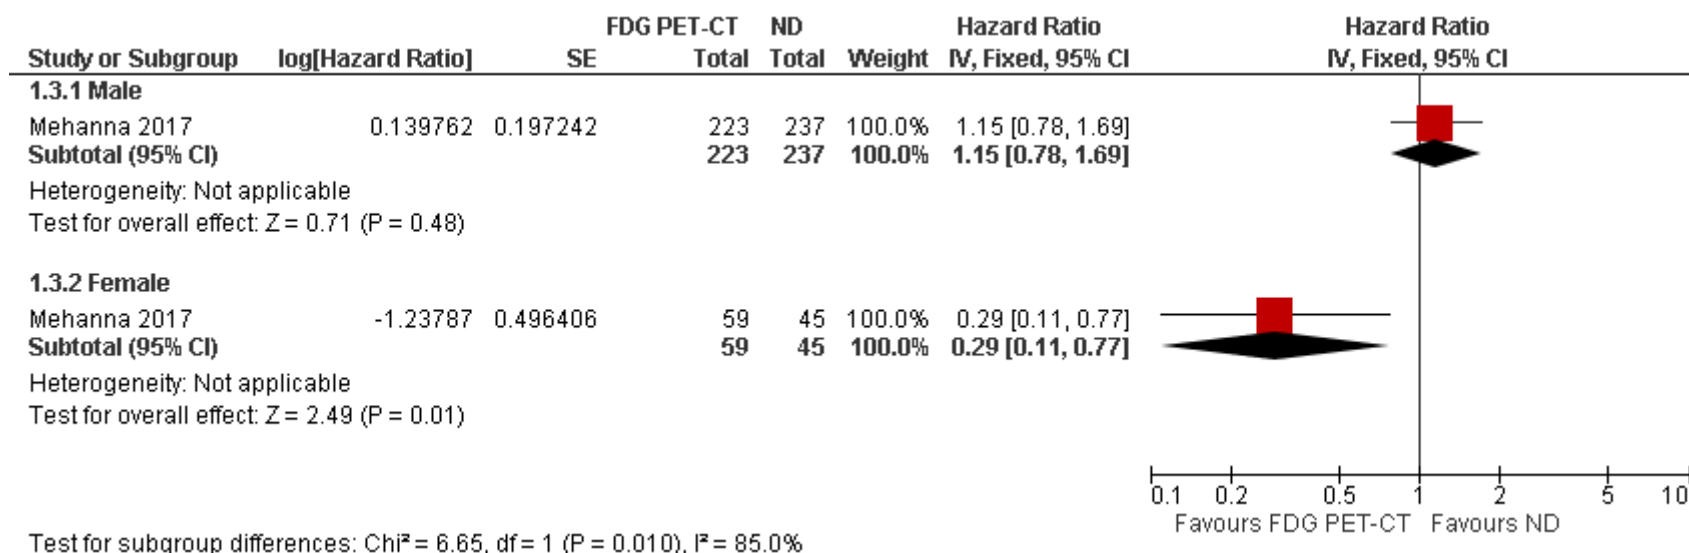 FDG PET-CT ND Hazard Ratio Hazard Ratio
Study or Subgroup log[Hazard Ratio] SE Total Total Weight IV, Fixed, 95% CI IV, Fixed, 95% CI
1.3.1 Male
Mehanna 2017 0.139762 0.197242 223 237 100.0% 1.15 [0.78, 1.69]
Subtotal (95% CI) 223 237 100.0% 1.15 [0.78, 1.69]
Heterogeneity: Not applicable
Test for overall effect: Z = 0.71 (P = 0.48)
1.3.2 Female
Mehanna 2017 -1.23787 0.496406 59 45 100.0% 0.29 [0.11, 0.77]
Subtotal (95% CI) 59 45 100.0% 0.29 [0.11, 0.77]
Heterogeneity: Not applicable
Test for overall effect: Z = 2.49 (P = 0.01)
0.1 0.2 0.5 1 2 5 10
Favours FDG PET-CT Favours ND
Test for subgroup differences: Chi² = 6.65, df = 1 (P = 0.010), I² = 85.0%